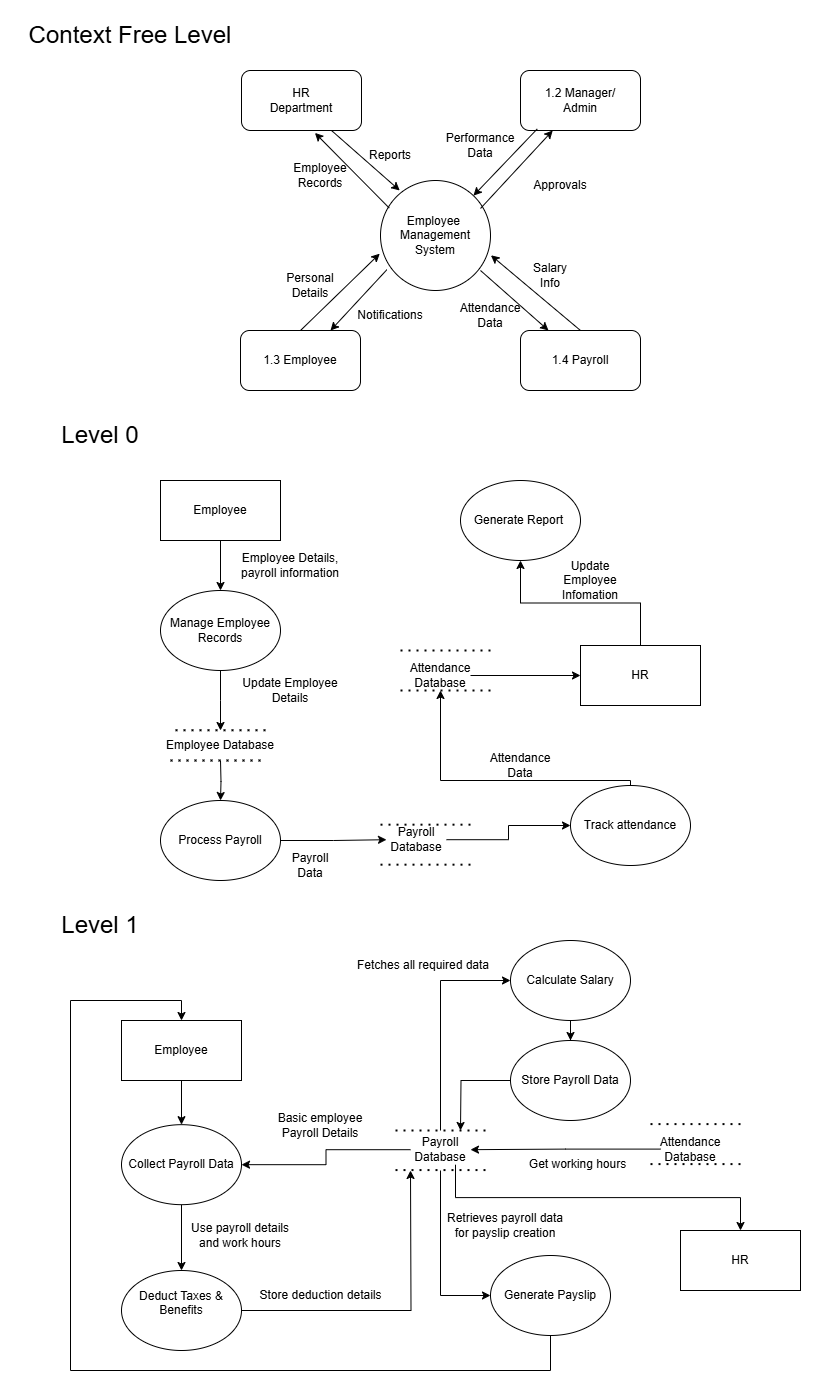 Context Free Level
HR
Department
1.2 Manager/
Admin
Performance
Data
Reports
Employee
Records
Approvals
Employee
Management
System
Personal
Details
Salary
Info
Notifications
Attendance
Data
1.3 Employee
1.4 Payroll
Level 0
Employee
Generate Report
Employee Details,
payroll information
Update
Employee
Infomation
Manage Employee
Records
Update Employee
Details
Attendance
Database
HR
Employee Database
Attendance
Data
Process Payroll
Payroll
Data
Payroll
Database
Track attendance
Level 1
Fetches all required data
Calculate Salary
Employee
Store Payroll Data
Basic employee
Payroll Details
Payroll
Database
Attendance
Database
Collect Payroll Data
Get working hours
Use payroll details
and work hours
Retrieves payroll data
for payslip creation
HR
Deduct Taxes &
Benefits
Store deduction details
Generate Payslip